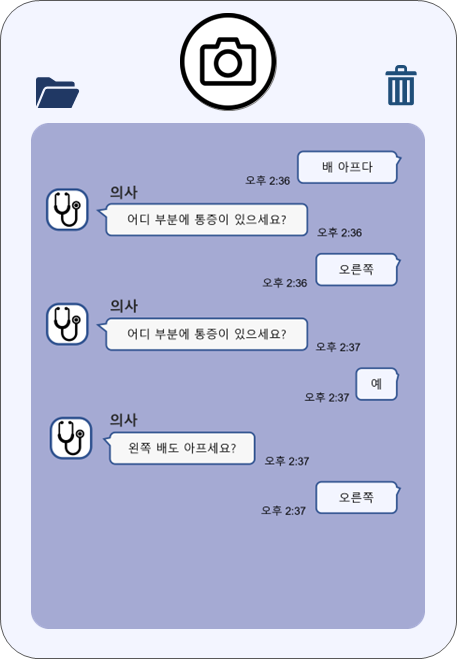 배 아프다
오후 2:36
의사
어디 부분에 통증이 있으세요?
오후 2:36
오른쪽
오후 2:36
의사
어디 부분에 통증이 있으세요?
오후 2:37
예
오후 2:37
의사
왼쪽 배도 아프세요?
오후 2:37
오른쪽
오후 2:37